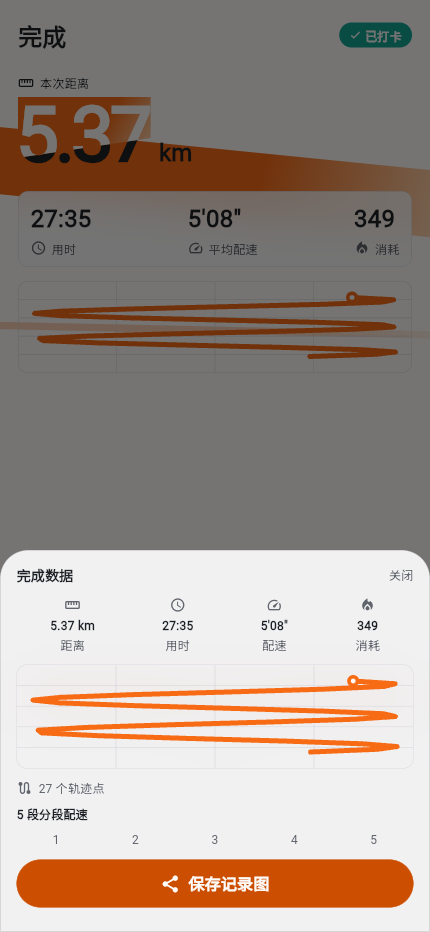 完成
已打卡
本次距离
5.37 km
27:35 5'08" 349
用时 平均配速 消耗
完成数据 关闭
5.37 km 27:35 5'08" 349
距离 用时 配速 消耗
27 个轨迹点
5 段分段配速
1 2 3 4 5
保存记录图